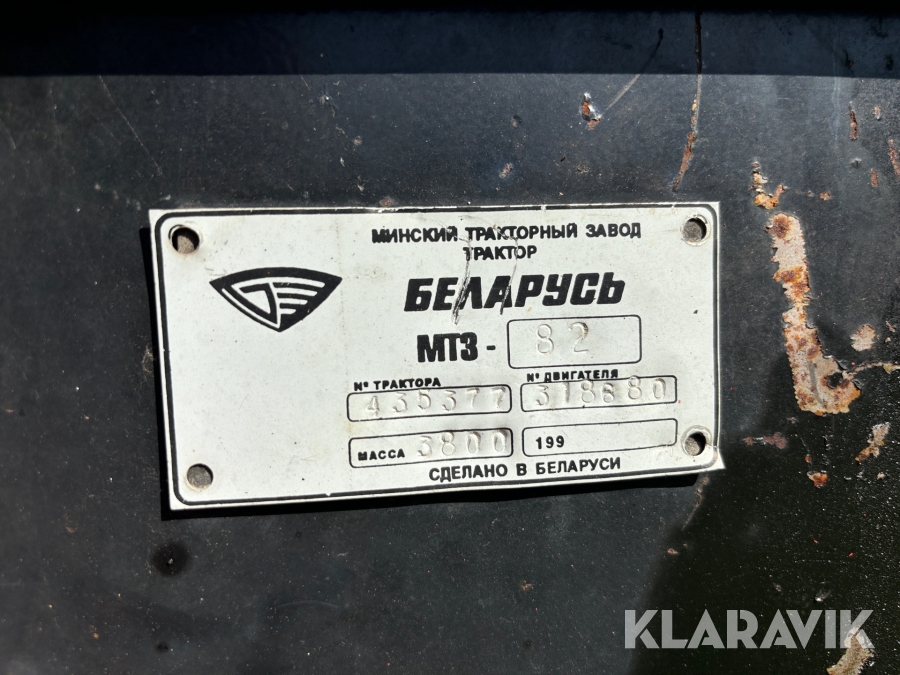 МИНСКИЙ ТРАКТОРНЫЙ ЗАВОД
ТРАКТОР
БЕЛАРУСЬ
МТЗ - 82
№ ТРАКТОРА № ДВИГАТЕЛЯ
435377 318680
МАССА 3800 199
СДЕЛАНО В БЕЛАРУСИ
KLARAVIK